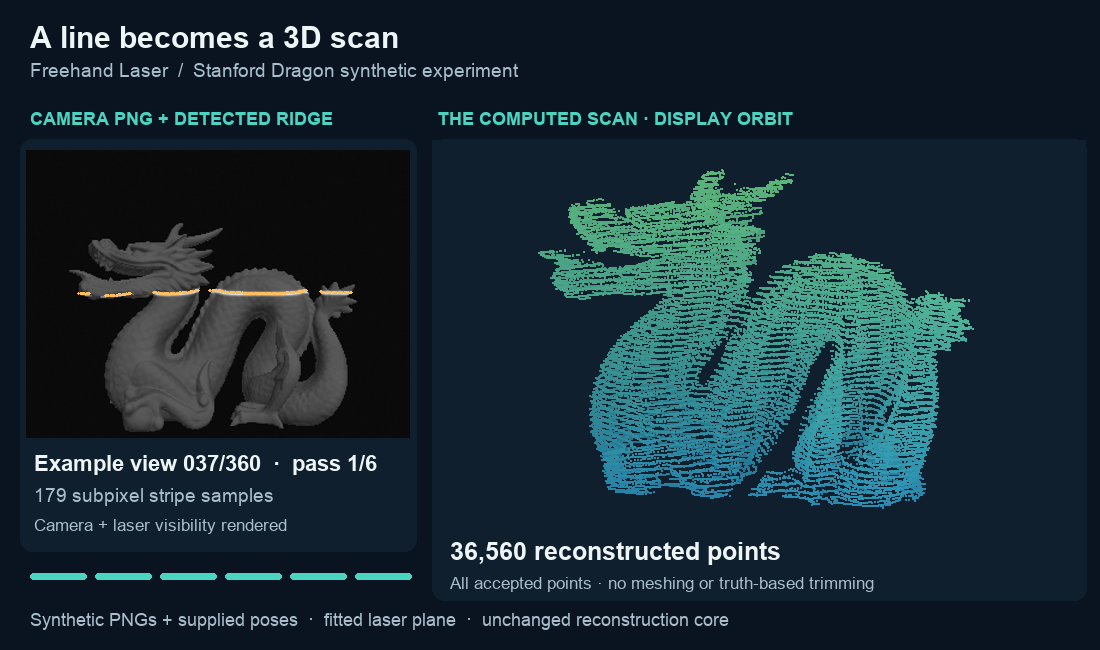 A line becomes a 3D scan
Freehand Laser / Stanford Dragon synthetic experiment
CAMERA PNG + DETECTED RIDGE
THE COMPUTED SCAN · DISPLAY ORBIT
Example view 037/360 · pass 1/6
179 subpixel stripe samples
Camera + laser visibility rendered
36,560 reconstructed points
All accepted points · no meshing or truth-based trimming
Synthetic PNGs + supplied poses · fitted laser plane · unchanged reconstruction core